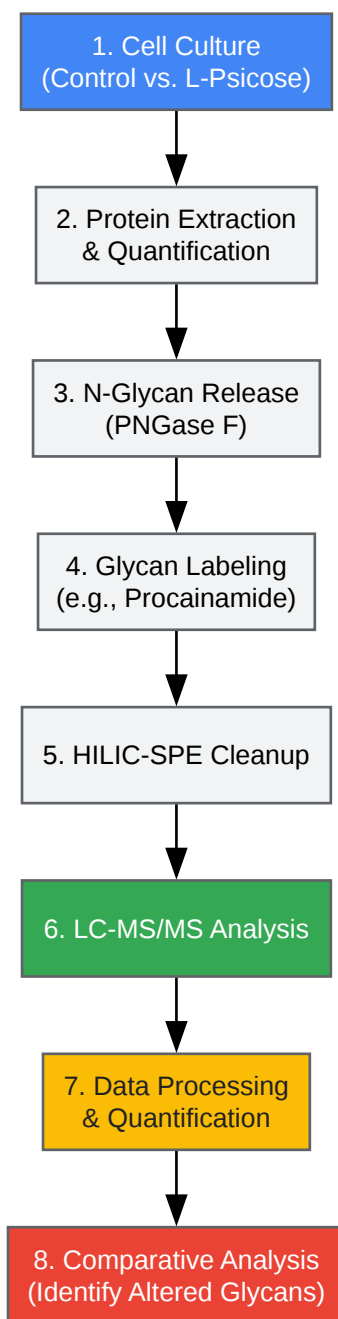 1. Cell Culture
(Control vs. L-Psicose)
2. Protein Extraction
& Quantification
3. N-Glycan Release
(PNGase F)
4. Glycan Labeling
(e.g., Procainamide)
5. HILIC-SPE Cleanup
6. LC-MS/MS Analysis
7. Data Processing
& Quantification
8. Comparative Analysis
(Identify Altered Glycans)